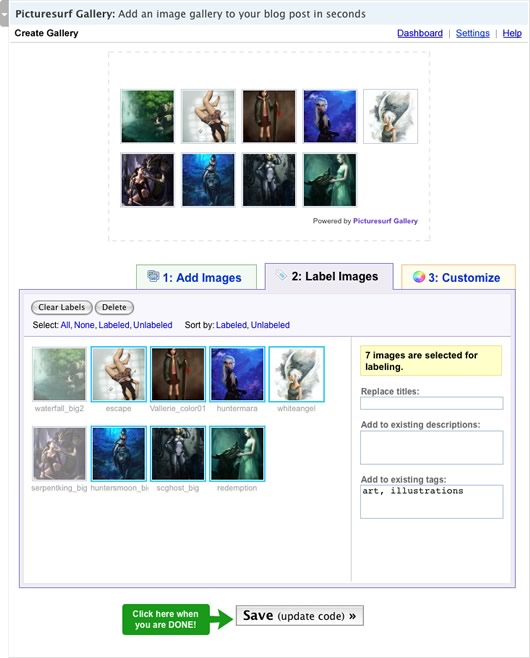 Picturesurf Gallery: Add an image gallery to your blog post in seconds
Create Gallery
Dashboard | Settings | Help
Powered by Picturesurf Gallery
1: Add Images
2: Label Images
3: Customize
Clear Labels
Delete
Select: All, None, Labeled, Unlabeled Sort by: Labeled, Unlabeled
waterfall_big2
escape
Vallerie_color01
huntermara
whiteangel
serpentking_big
huntersmoon_bi
scghost_big
redemption
7 images are selected for
labeling.
Replace titles:
Add to existing descriptions:
Add to existing tags:
art, illustrations
Click here when
you are DONE!
Save (update code) »